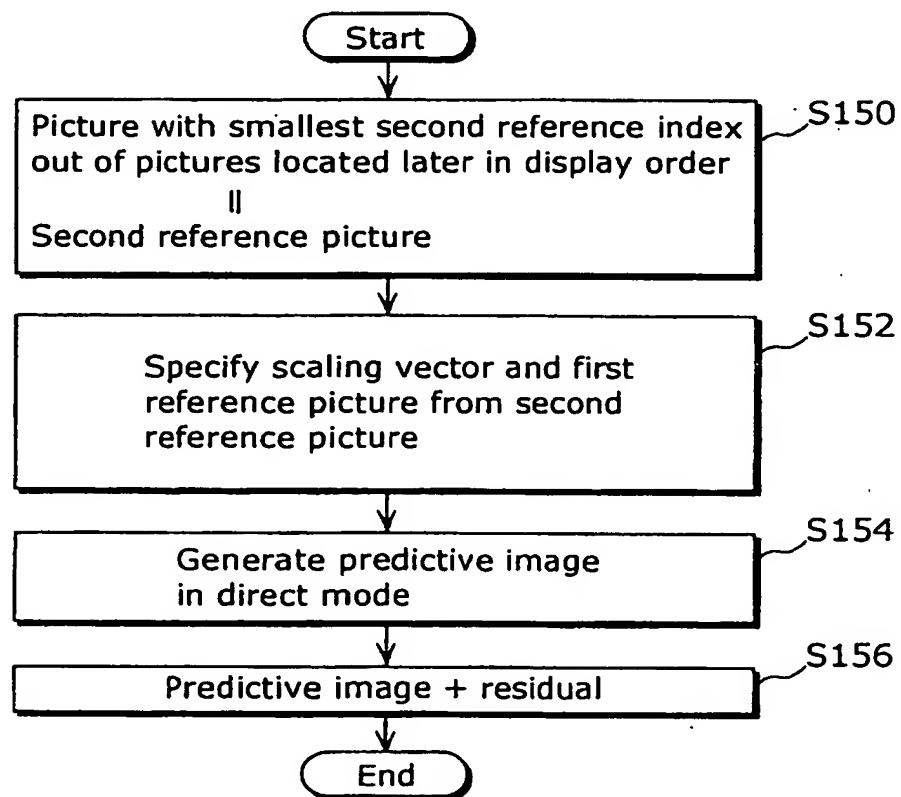 Start
Picture with smallest second reference index
out of pictures located later in display order
||
Second reference picture
S150
Specify scaling vector and first
reference picture from second
reference picture
S152
Generate predictive image
in direct mode
S154
Predictive image + residual
S156
End